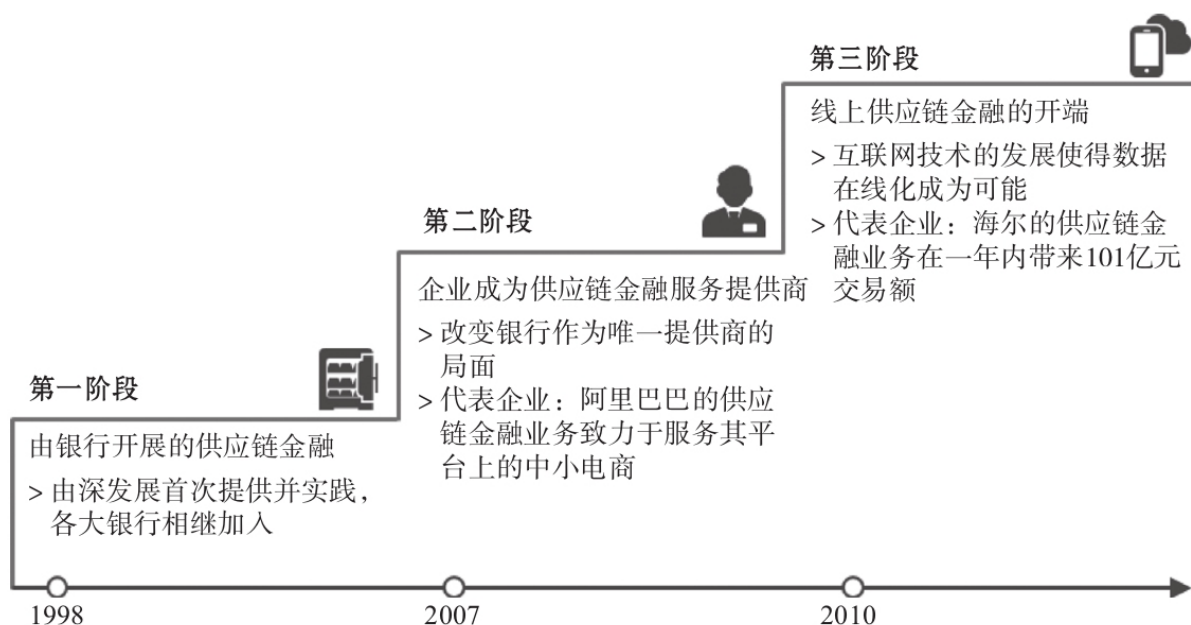 第一阶段
由银行开展的供应链金融
> 由深发展首次提供并实践，
各大银行相继加入
第二阶段
企业成为供应链金融服务提供商
> 改变银行作为唯一提供商的
局面
> 代表企业：阿里巴巴的供应
链金融业务致力于服务其平
台上的中小电商
第三阶段
线上供应链金融的开端
> 互联网技术的发展使得数据
在线化成为可能
> 代表企业：海尔的供应链金
融业务在一年内带来101亿元
交易额
1998
2007
2010